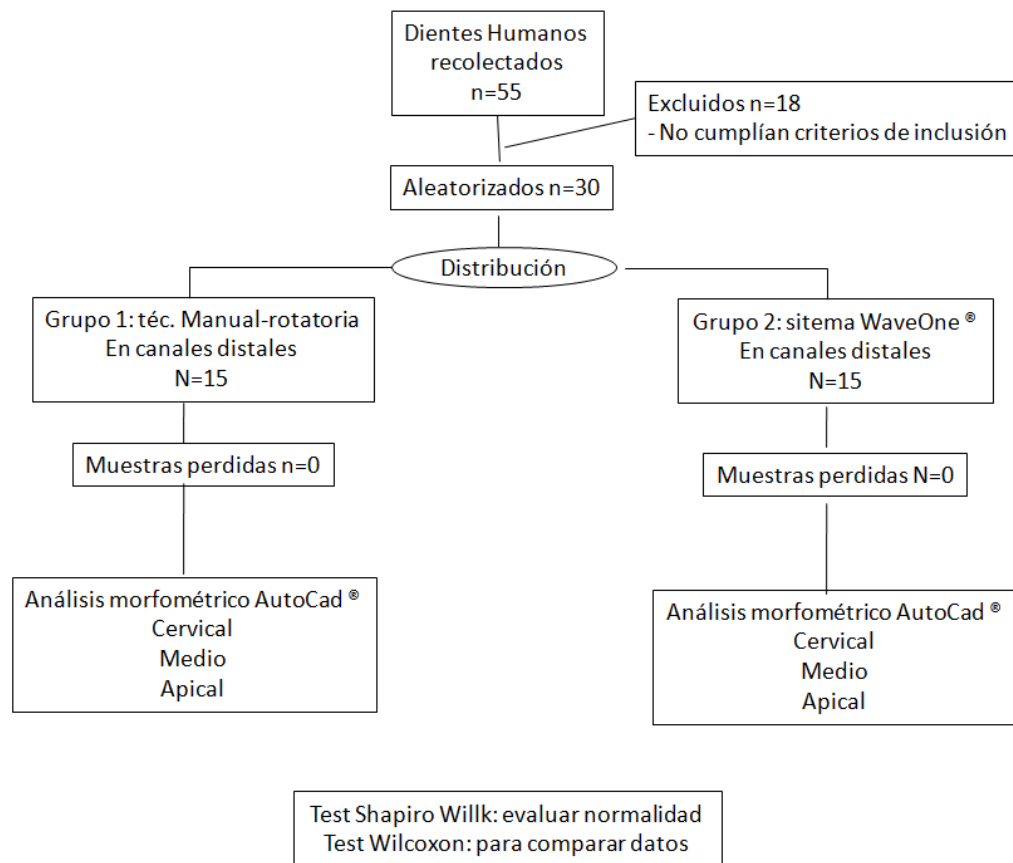 Dientes Humanos
recolectados
n=55
Excluidos n=18
- No cumplían criterios de inclusión
Aleatorizados n=30
Distribución
Grupo 1: téc. Manual-rotatoria
En canales distales
N=15
Grupo 2: sitema WaveOne ®
En canales distales
N=15
Muestras perdidas n=0
Muestras perdidas N=0
Análisis morfométrico AutoCad ®
Cervical
Medio
Apical
Análisis morfométrico AutoCad ®
Cervical
Medio
Apical
Test Shapiro Willk: evaluar normalidad
Test Wilcoxon: para comparar datos